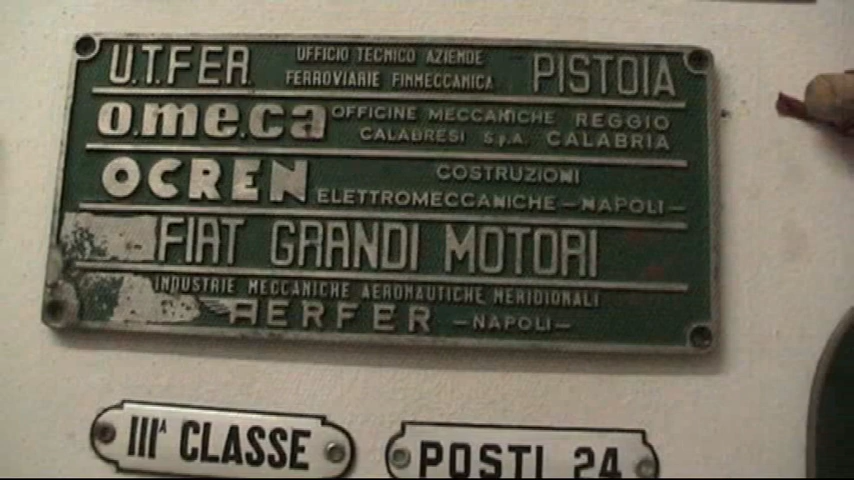 U.T.FER. UFFICIO TECNICO AZIENDE PISTOIA
FERROVIARIE FINMECCANICA
O.me.ca OFFICINE MECCANICHE REGGIO
CALABRESI S.p.A. CALABRIA
OCREN COSTRUZIONI
ELETTROMECCANICHE - NAPOLI -
FIAT GRANDI MOTORI
INDUSTRIE MECCANICHE AERONAUTICHE MERIDIONALI
AERFER - NAPOLI -
IIIA CLASSE
POSTI 24